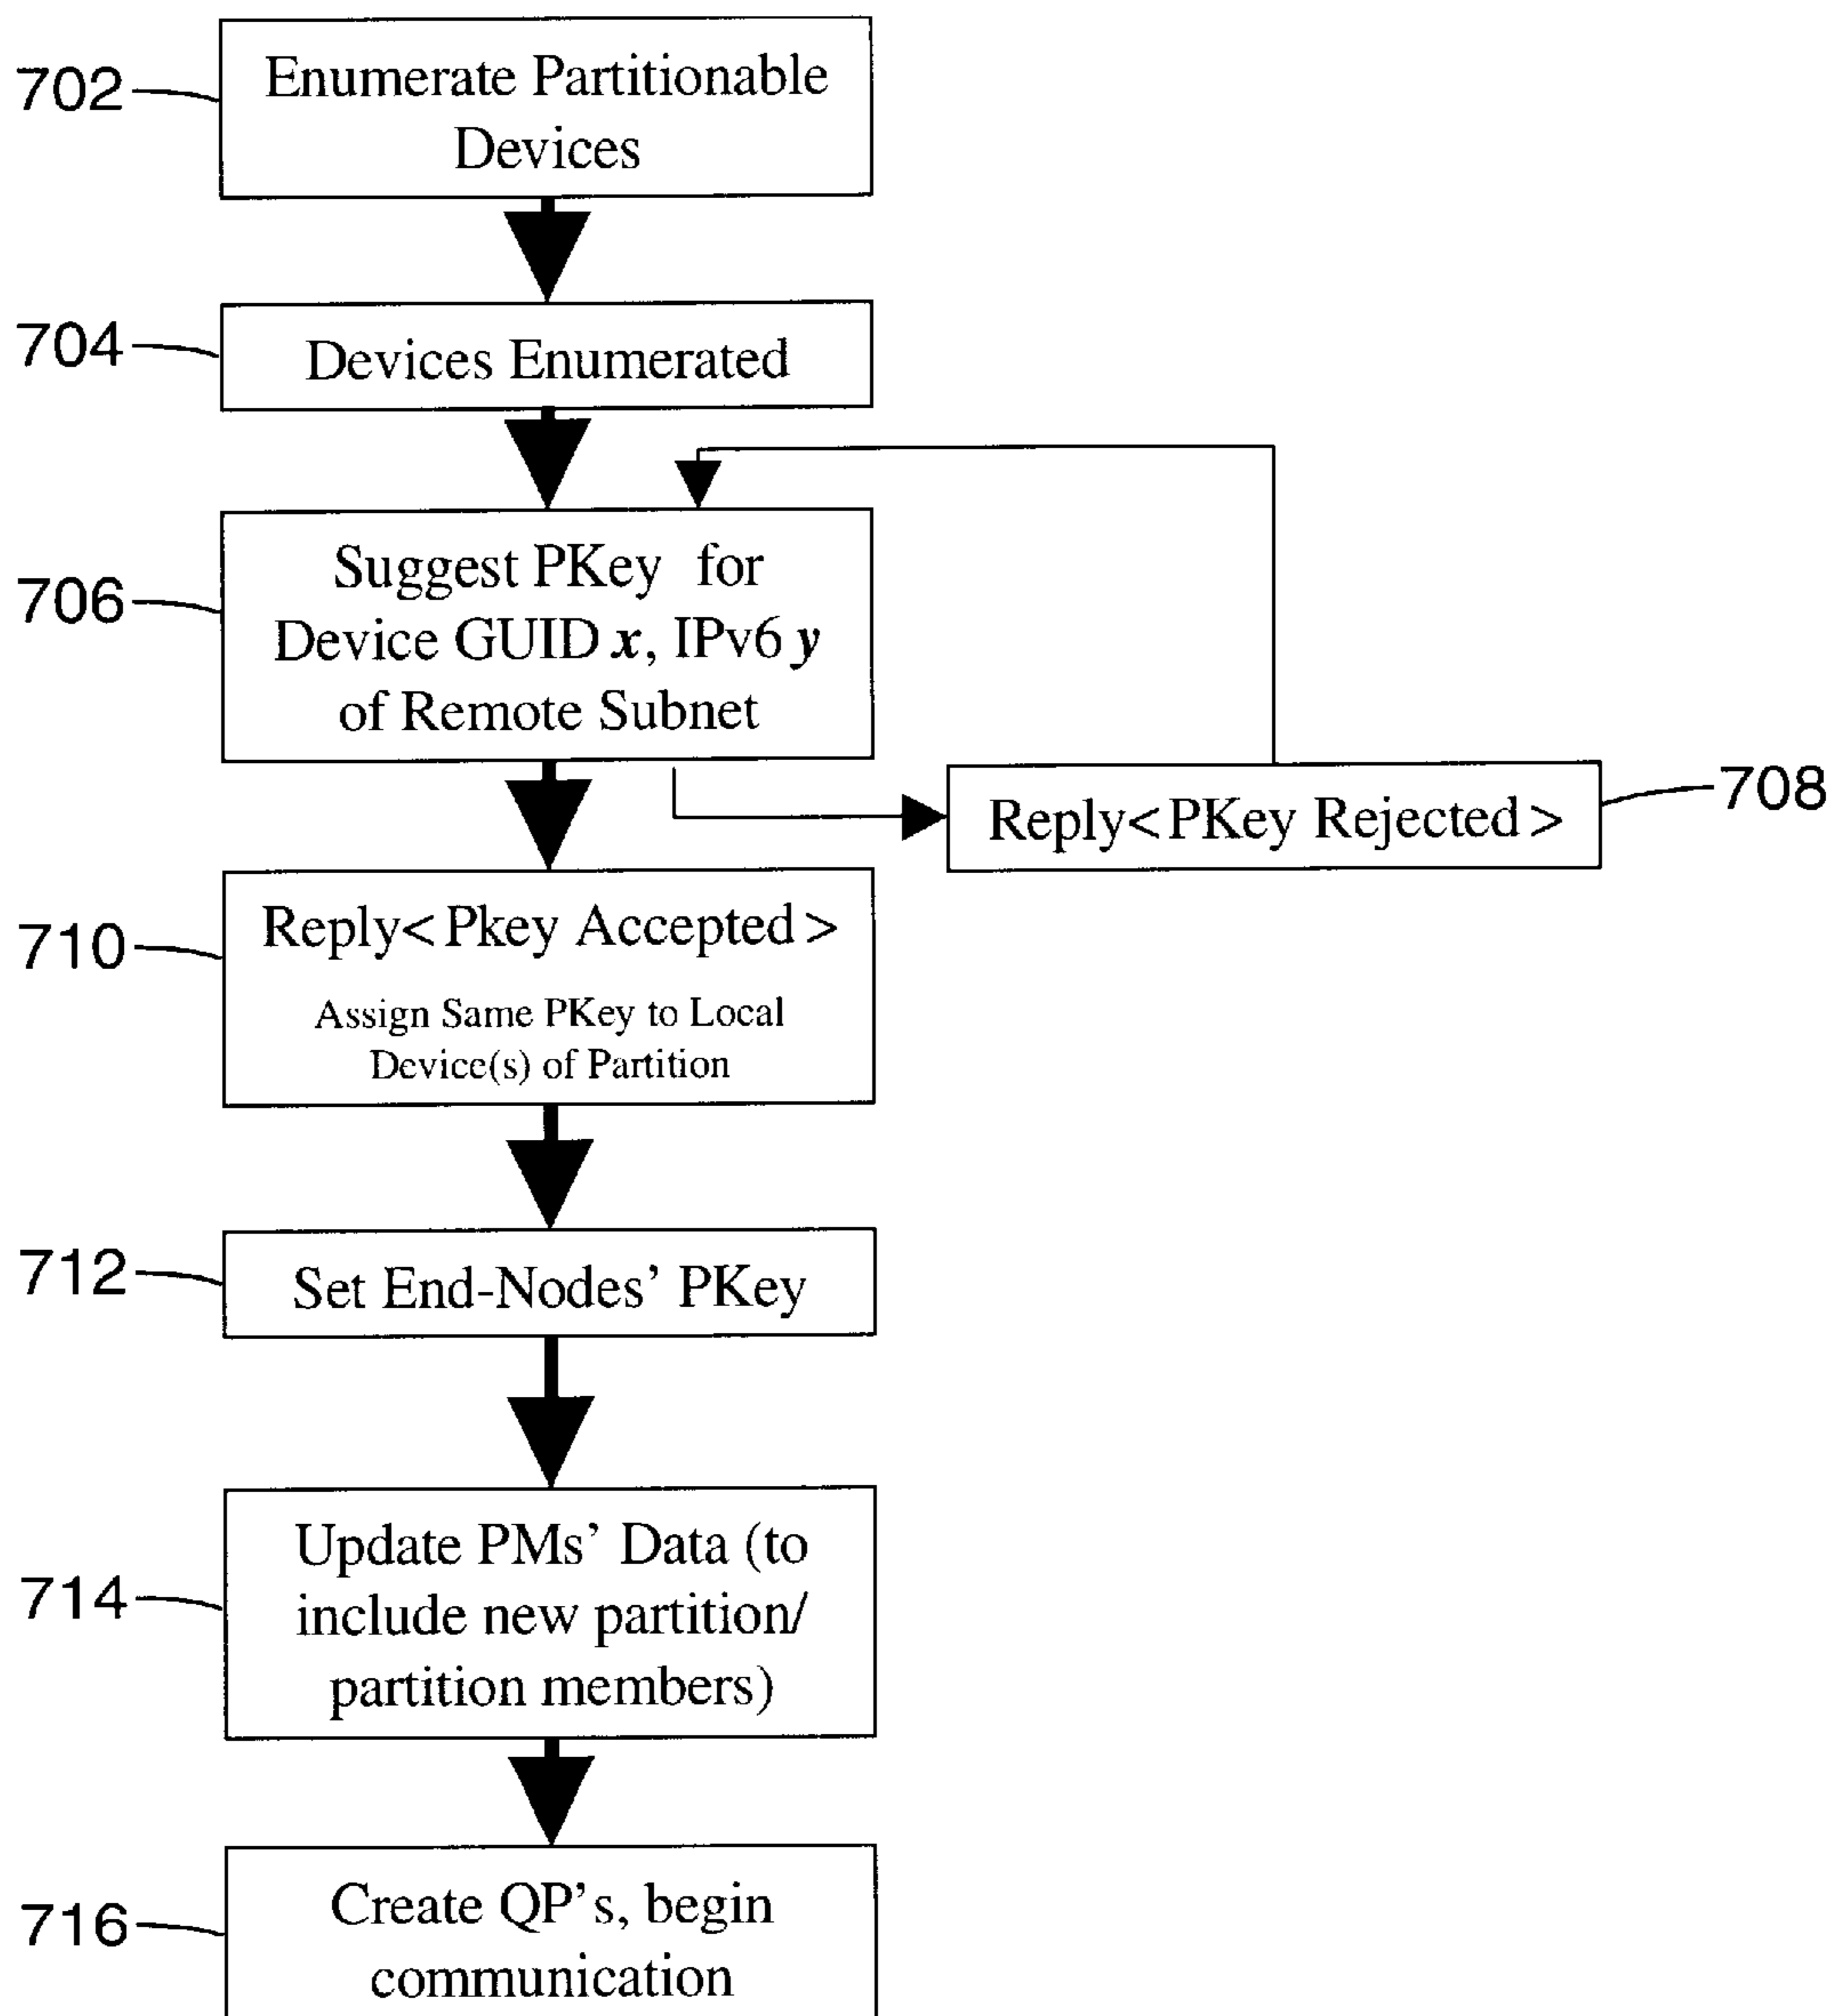 702
Enumerate Partitionable
Devices
704
Devices Enumerated
706
Suggest PKey for
Device GUID x, IPv6 y
of Remote Subnet
Reply<PKey Rejected>
708
710
Reply<Pkey Accepted>
Assign Same PKey to Local
Device(s) of Partition
712
Set End-Nodes’ PKey
714
Update PMs’ Data (to
include new partition/
partition members)
716
Create QP’s, begin
communication